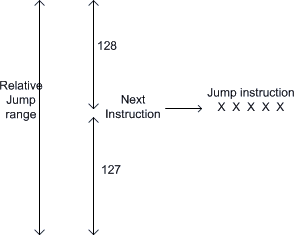 128
Relative
Jump
range
Next
Instruction
Jump instruction
X X X X X
127